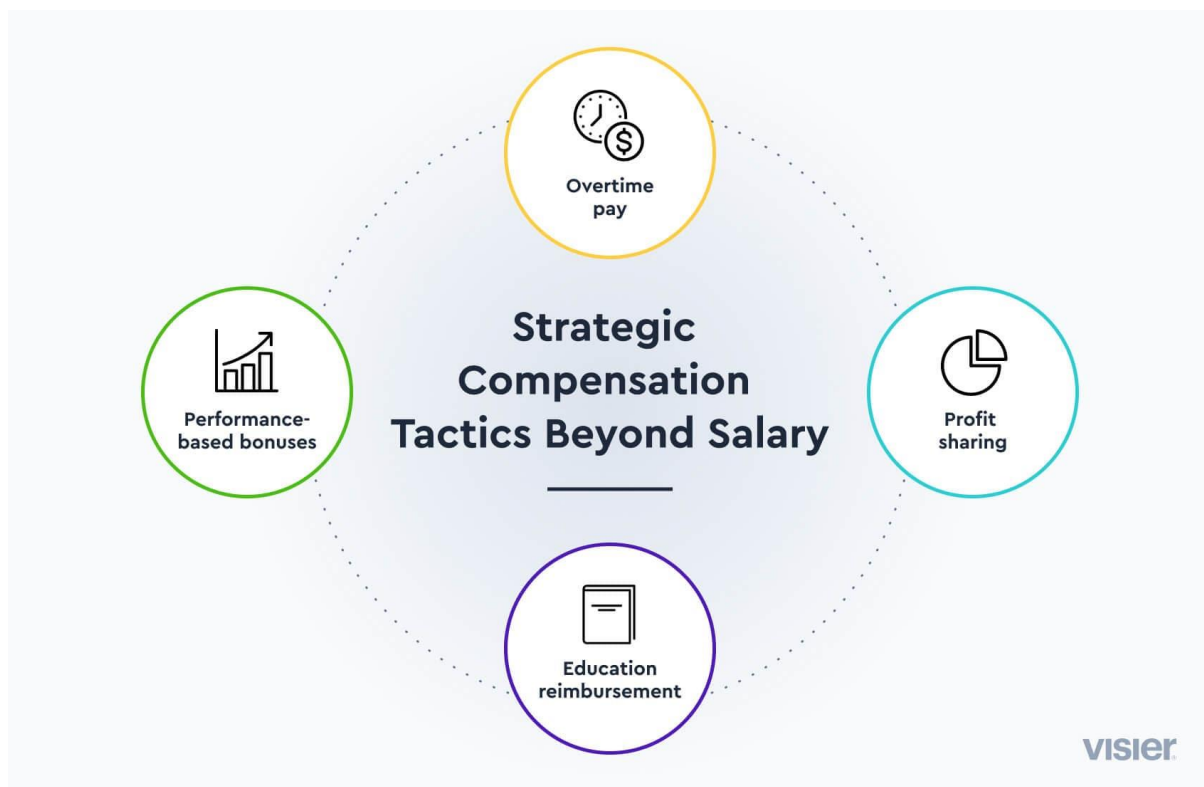 Overtime
pay
Strategic
Compensation
Tactics Beyond Salary
Performance-
based bonuses
Profit
sharing
Education
reimbursement
VISIER